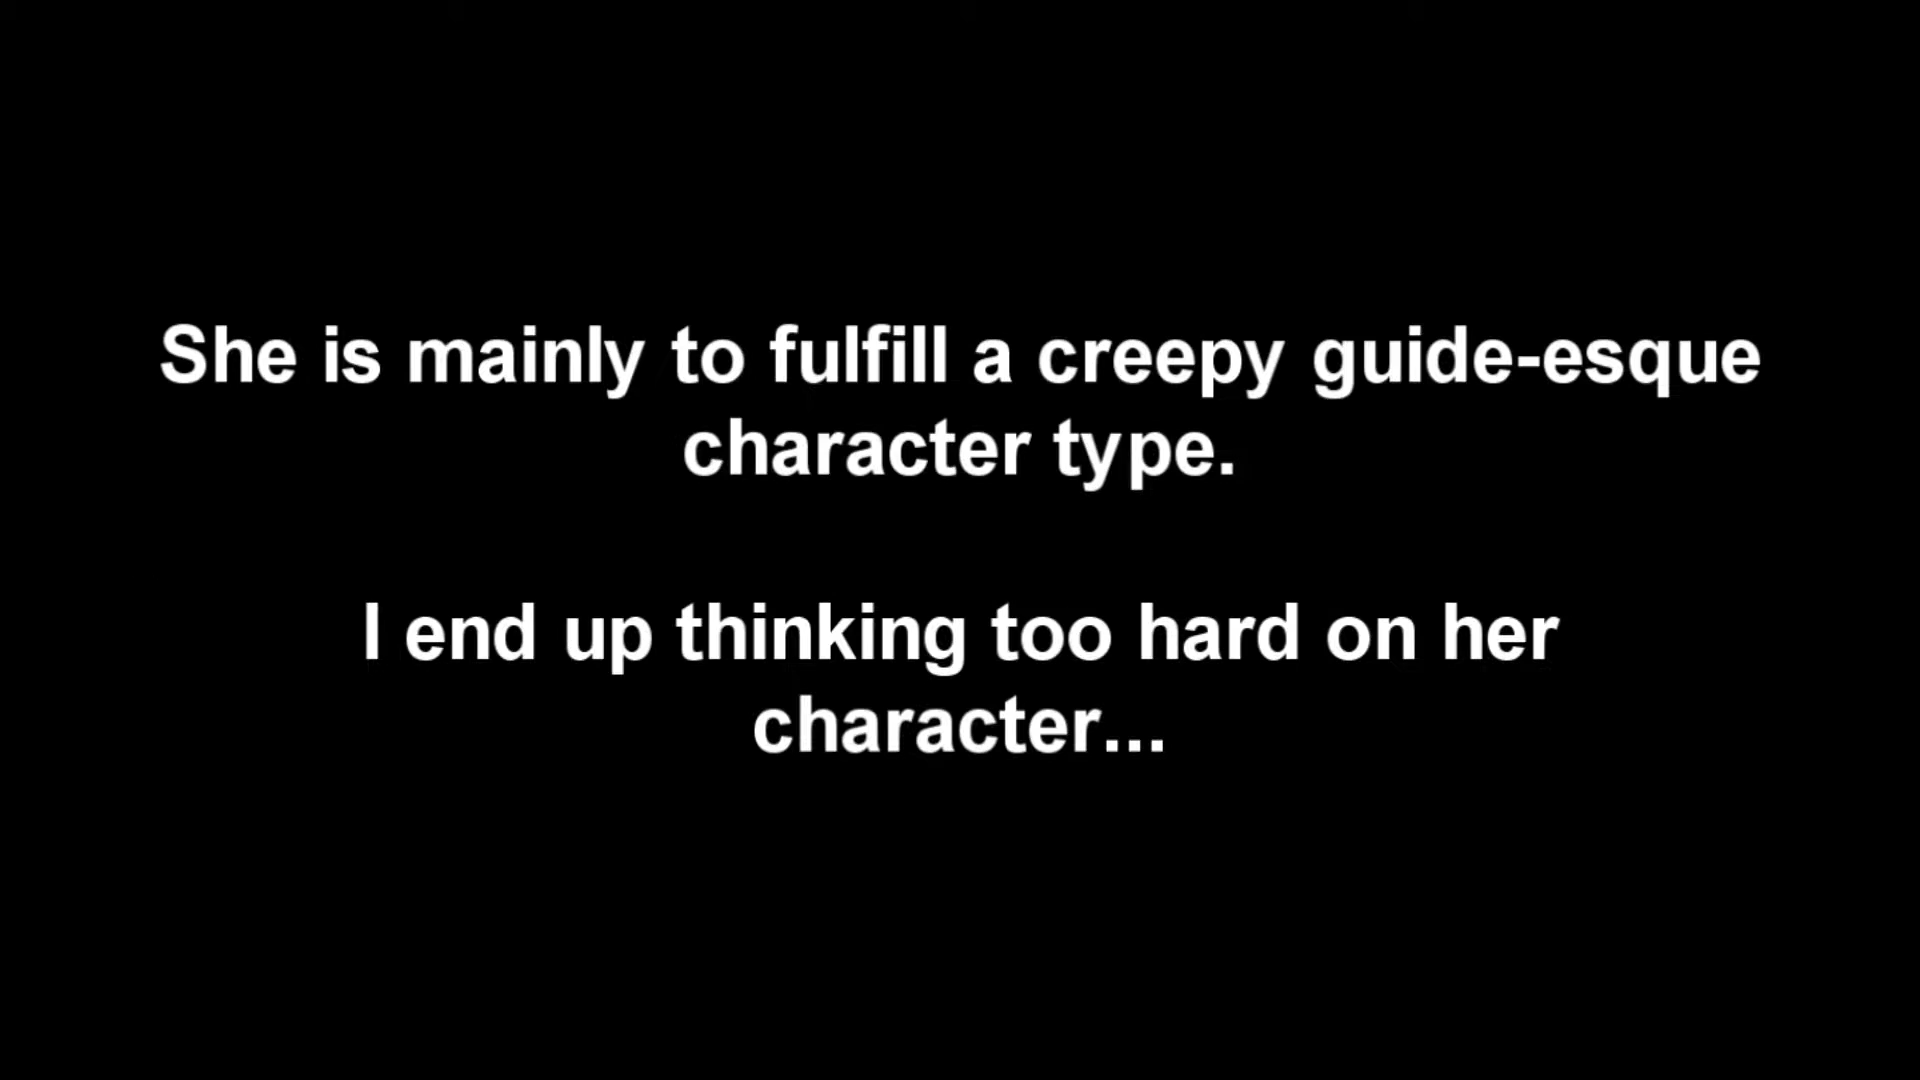 She is mainly to fulfill a creepy guide-esque
character type.
I end up thinking too hard on her
character...